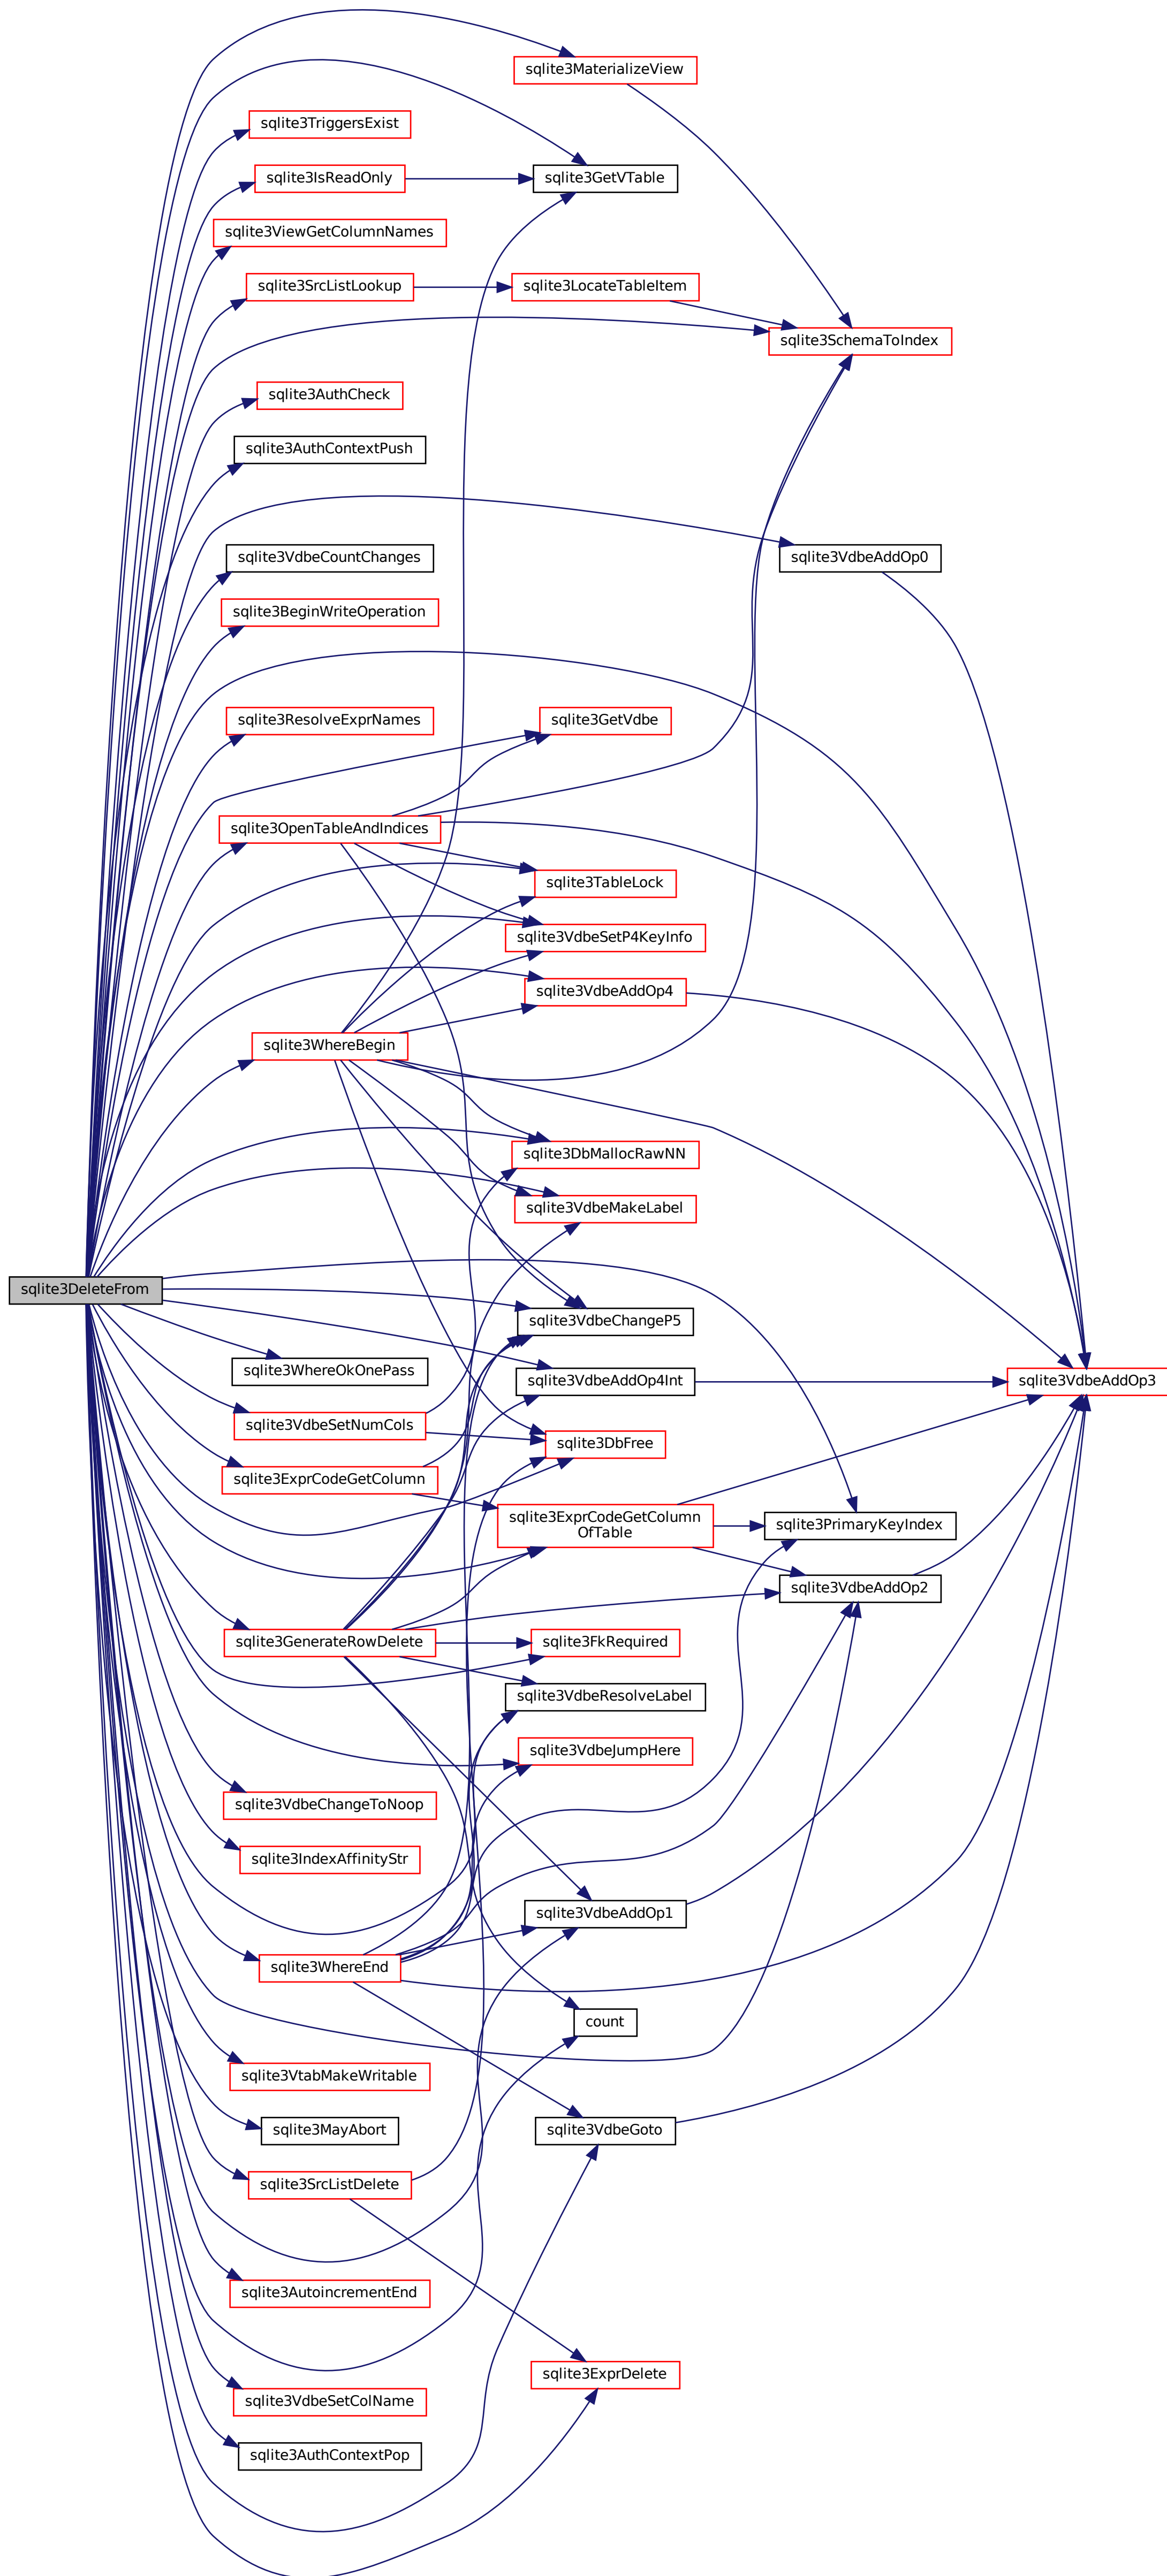 sqlite3MaterializeView
sqlite3TriggersExist
sqlite3IsReadOnly
sqlite3GetVTable
sqlite3ViewGetColumnNames
sqlite3SrcListLookup
sqlite3LocateTableItem
sqlite3SchemaToIndex
sqlite3AuthCheck
sqlite3AuthContextPush
sqlite3VdbeCountChanges
sqlite3VdbeAddOp0
sqlite3BeginWriteOperation
sqlite3ResolveExprNames
sqlite3GetVdbe
sqlite3OpenTableAndIndices
sqlite3TableLock
sqlite3VdbeSetP4KeyInfo
sqlite3VdbeAddOp4
sqlite3WhereBegin
sqlite3DbMallocRawNN
sqlite3VdbeMakeLabel
sqlite3DeleteFrom
sqlite3VdbeChangeP5
sqlite3WhereOkOnePass
sqlite3VdbeAddOp4Int
sqlite3VdbeAddOp3
sqlite3VdbeSetNumCols
sqlite3DbFree
sqlite3ExprCodeGetColumn
sqlite3ExprCodeGetColumn
OfTable
sqlite3PrimaryKeyIndex
sqlite3VdbeAddOp2
sqlite3GenerateRowDelete
sqlite3FkRequired
sqlite3VdbeResolveLabel
sqlite3VdbeJumpHere
sqlite3VdbeChangeToNoop
sqlite3IndexAffinityStr
sqlite3VdbeAddOp1
sqlite3WhereEnd
count
sqlite3VtabMakeWritable
sqlite3MayAbort
sqlite3VdbeGoto
sqlite3SrcListDelete
sqlite3AutoincrementEnd
sqlite3ExprDelete
sqlite3VdbeSetColName
sqlite3AuthContextPop